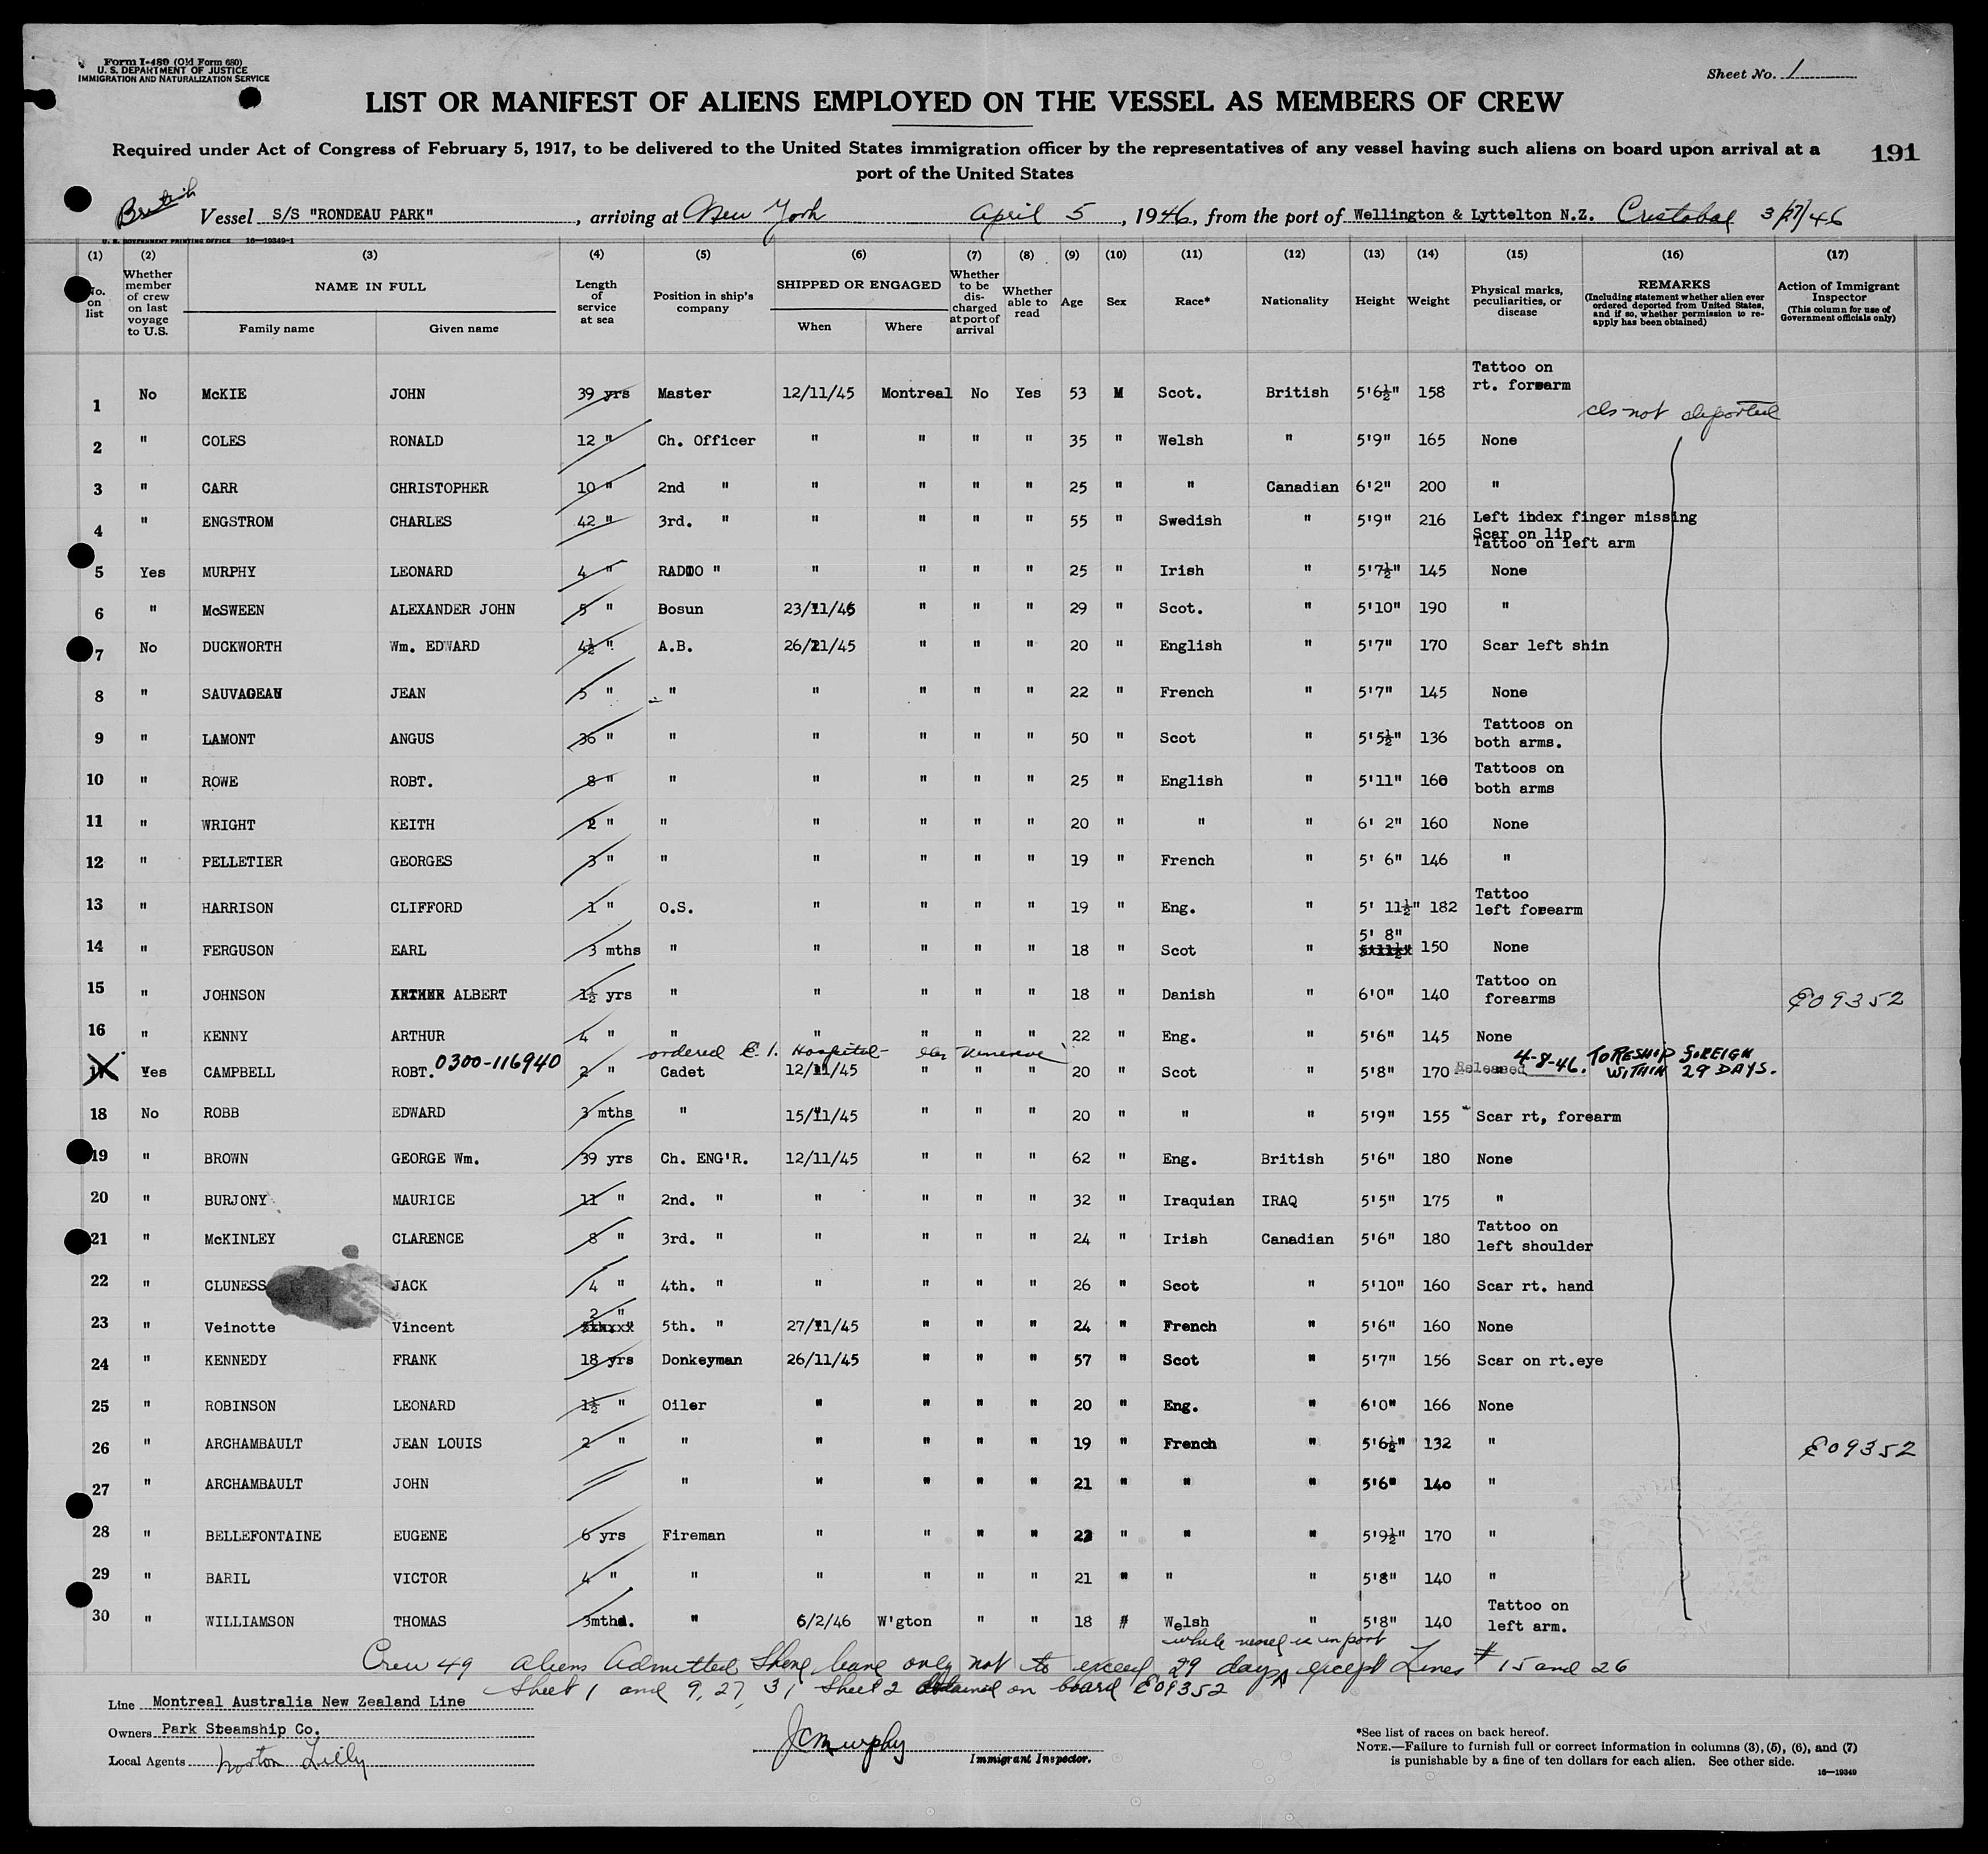 Form I-489 (Old Form 680)
U. S. DEPARTMENT OF JUSTICE
IMMIGRATION AND NATURALIZATION SERVICE
Sheet No. 1
LIST OR MANIFEST OF ALIENS EMPLOYED ON THE VESSEL AS MEMBERS OF CREW
Required under Act of Congress of February 5, 1917, to be delivered to the United States immigration officer by the representatives of any vessel having such aliens on board upon arrival at a
port of the United States
191
British Vessel S/S "RONDEAU PARK", arriving at New York April 5, 1946, from the port of Wellington & Lyttelton N.Z. Cristobal 3/27/46
U. S. GOVERNMENT PRINTING OFFICE 16—19349-1
(1) (2) (3) (4) (5) (6) (7) (8) (9) (10) (11) (12) (13) (14) (15) (16) (17)
No. on list
Whether member of crew on last voyage to U.S.
NAME IN FULL
Family name Given name
Length of service at sea
Position in ship's company
SHIPPED OR ENGAGED
When Where
Whether to be discharged at port of arrival
Whether able to read
Age
Sex
Race*
Nationality
Height
Weight
Physical marks, peculiarities, or disease
REMARKS
(Including statement whether alien ever ordered deported from United States, and if so, whether permission to reapply has been obtained)
Action of Immigrant Inspector
(This column for use of Government officials only)
1 No McKIE JOHN 39 yrs Master 12/11/45 Montreal No Yes 53 M Scot. British 5'6½" 158 Tattoo on rt. forearm
not deported
2 " COLES RONALD 12 " Ch. Officer " " " " 35 " Welsh " 5'9" 165 None
3 " CARR CHRISTOPHER 10 " 2nd " " " " " 25 " " Canadian 6'2" 200 "
4 " ENGSTROM CHARLES 42 " 3rd. " " " " " 55 " Swedish " 5'9" 216 Left index finger missing
Scar on lip
Tattoo on left arm
5 Yes MURPHY LEONARD 4 " RADIO " " " " " 25 " Irish " 5'7½" 145 None
6 " McSWEEN ALEXANDER JOHN 5 " Bosun 23/11/45 " " " 29 " Scot. " 5'10" 190 "
7 No DUCKWORTH Wm. EDWARD 4½ " A.B. 26/11/45 " " " 20 " English " 5'7" 170 Scar left shin
8 " SAUVAGEAU JEAN 5 " " " " " " 22 " French " 5'7" 145 None
9 " LAMONT ANGUS 36 " " " " " " 50 " Scot " 5'5½" 136 Tattoos on both arms.
10 " ROWE ROBT. 8 " " " " " " 25 " English " 5'11" 160 Tattoos on both arms
11 " WRIGHT KEITH 2 " " " " " " 20 " " " 6' 2" 160 None
12 " PELLETIER GEORGES 3 " " " " " " 19 " French " 5' 6" 146 "
13 " HARRISON CLIFFORD 1 " O.S. " " " " 19 " Eng. " 5' 11½" 182 Tattoo left forearm
14 " FERGUSON EARL 3 mths " " " " " 18 " Scot " 5' 8" 150 None
15 " JOHNSON ALBERT 1½ yrs " " " " " 18 " Danish " 6'0" 140 Tattoo on forearms E09352
16 " KENNY ARTHUR 4 " " " " " " 22 " Eng. " 5'6" 145 None
ordered E. I. Hospital
17 Yes CAMPBELL ROBT. 0300-116940 2 " Cadet 12/11/45 " " " 20 " Scot " 5'8" 170 Released 4-8-46. TO RESHIP FOREIGN WITHIN 29 DAYS.
18 No ROBB EDWARD 3 mths " 15/11/45 " " " 20 " " " 5'9" 155 Scar rt, forearm
19 " BROWN GEORGE Wm. 39 yrs Ch. ENG'R. 12/11/45 " " " 62 " Eng. British 5'6" 180 None
20 " BURJONY MAURICE 11 " 2nd. " " " " " 32 " Iraquian IRAQ 5'5" 175 "
21 " McKINLEY CLARENCE 8 " 3rd. " " " " " 24 " Irish Canadian 5'6" 180 Tattoo on left shoulder
22 " CLUNESS JACK 4 " 4th. " " " " " 26 " Scot " 5'10" 160 Scar rt. hand
23 " Veinotte Vincent 2 " 5th. " 27/11/45 " " " 24 " French " 5'6" 160 None
24 " KENNEDY FRANK 18 yrs Donkeyman 26/11/45 " " " 57 " Scot " 5'7" 156 Scar on rt.eye
25 " ROBINSON LEONARD 1½ " Oiler " " " " 20 " Eng. " 6'0" 166 None
26 " ARCHAMBAULT JEAN LOUIS 2 " " " " " " 19 " French " 5'6½" 132 " E09352
27 " ARCHAMBAULT JOHN " " " " " 21 " " " 5'6" 140 "
28 " BELLEFONTAINE EUGENE 6 yrs Fireman " " " " 22 " " " 5'9½" 170 "
29 " BARIL VICTOR 4 " " " " " " 21 " " " 5'8" 140 "
30 " WILLIAMSON THOMAS 3mths. " 6/2/46 W'gton " " 18 " Welsh " 5'8" 140 Tattoo on left arm.
while vessel is in port
Crew 49 aliens admitted shore leave only not to exceed 29 days except Lines # 15 and 26
Sheet 1 and 9, 27, 31 Sheet 2 detained on board E09352
Line Montreal Australia New Zealand Line
Owners Park Steamship Co.
Local Agents Norton Lilly
JC Murphy
Immigrant Inspector.
*See list of races on back hereof.
NOTE.—Failure to furnish full or correct information in columns (3), (5), (6), and (7)
is punishable by a fine of ten dollars for each alien. See other side.
16—19349